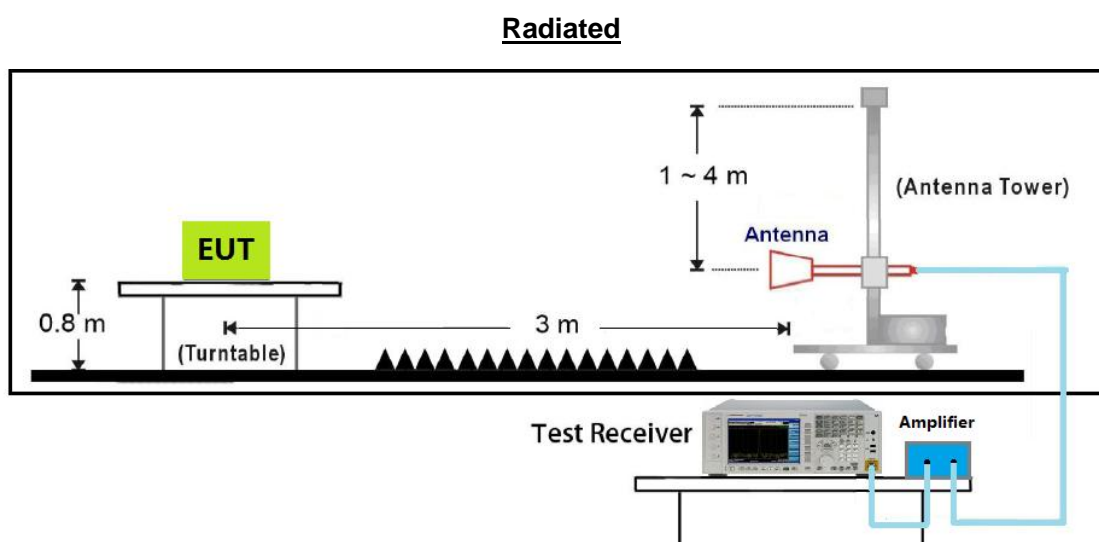 Radiated
1 ~ 4 m
(Antenna Tower)
Antenna
EUT
0.8 m
3 m
(Turntable)
Test Receiver
Amplifier